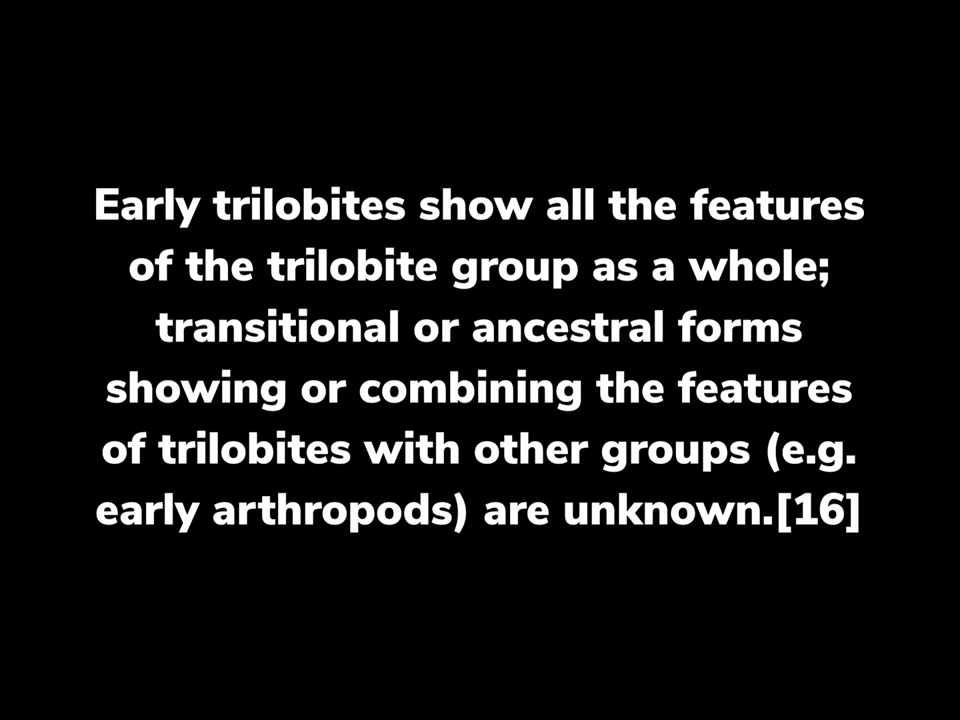 Early trilobites show all the features
of the trilobite group as a whole;
transitional or ancestral forms
showing or combining the features
of trilobites with other groups (e.g.
early arthropods) are unknown.[16]